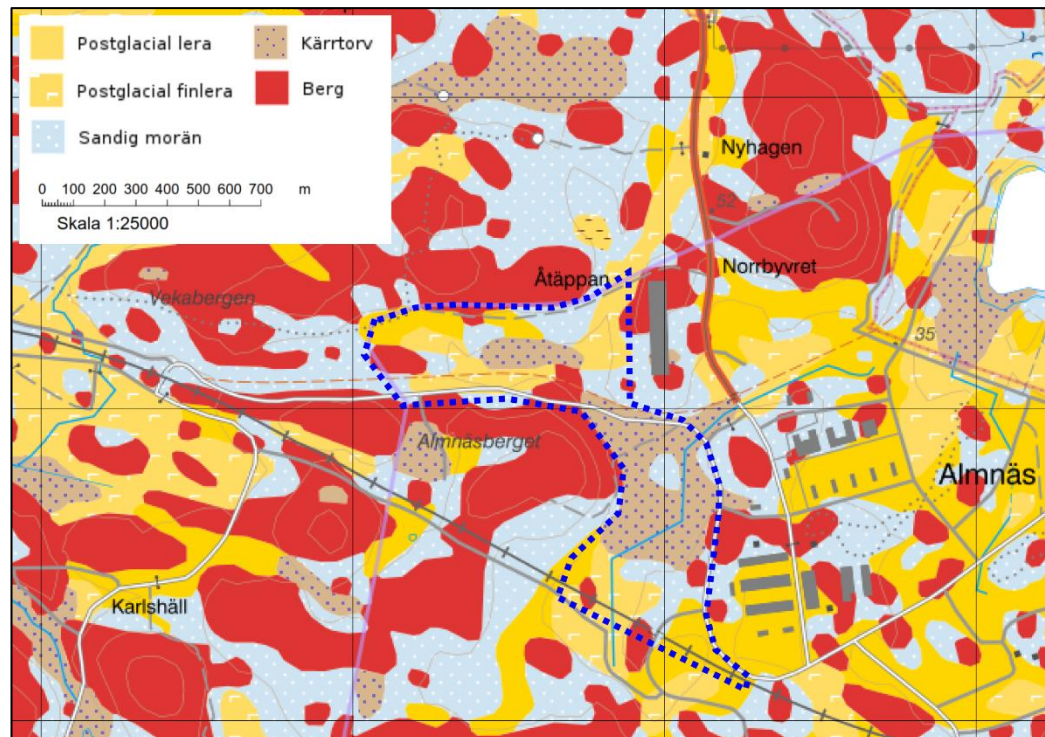 Postglacial lera
Kärrtorv
Postglacial finlera
Berg
Sandig morän
0 100 200 300 400 500 600 700 m
Skala 1:25000
Nyhagen
52
Norrbyvret
Åtäppan
Vekabergen
35
Almnäsberget
Almnäs
Karlshäll